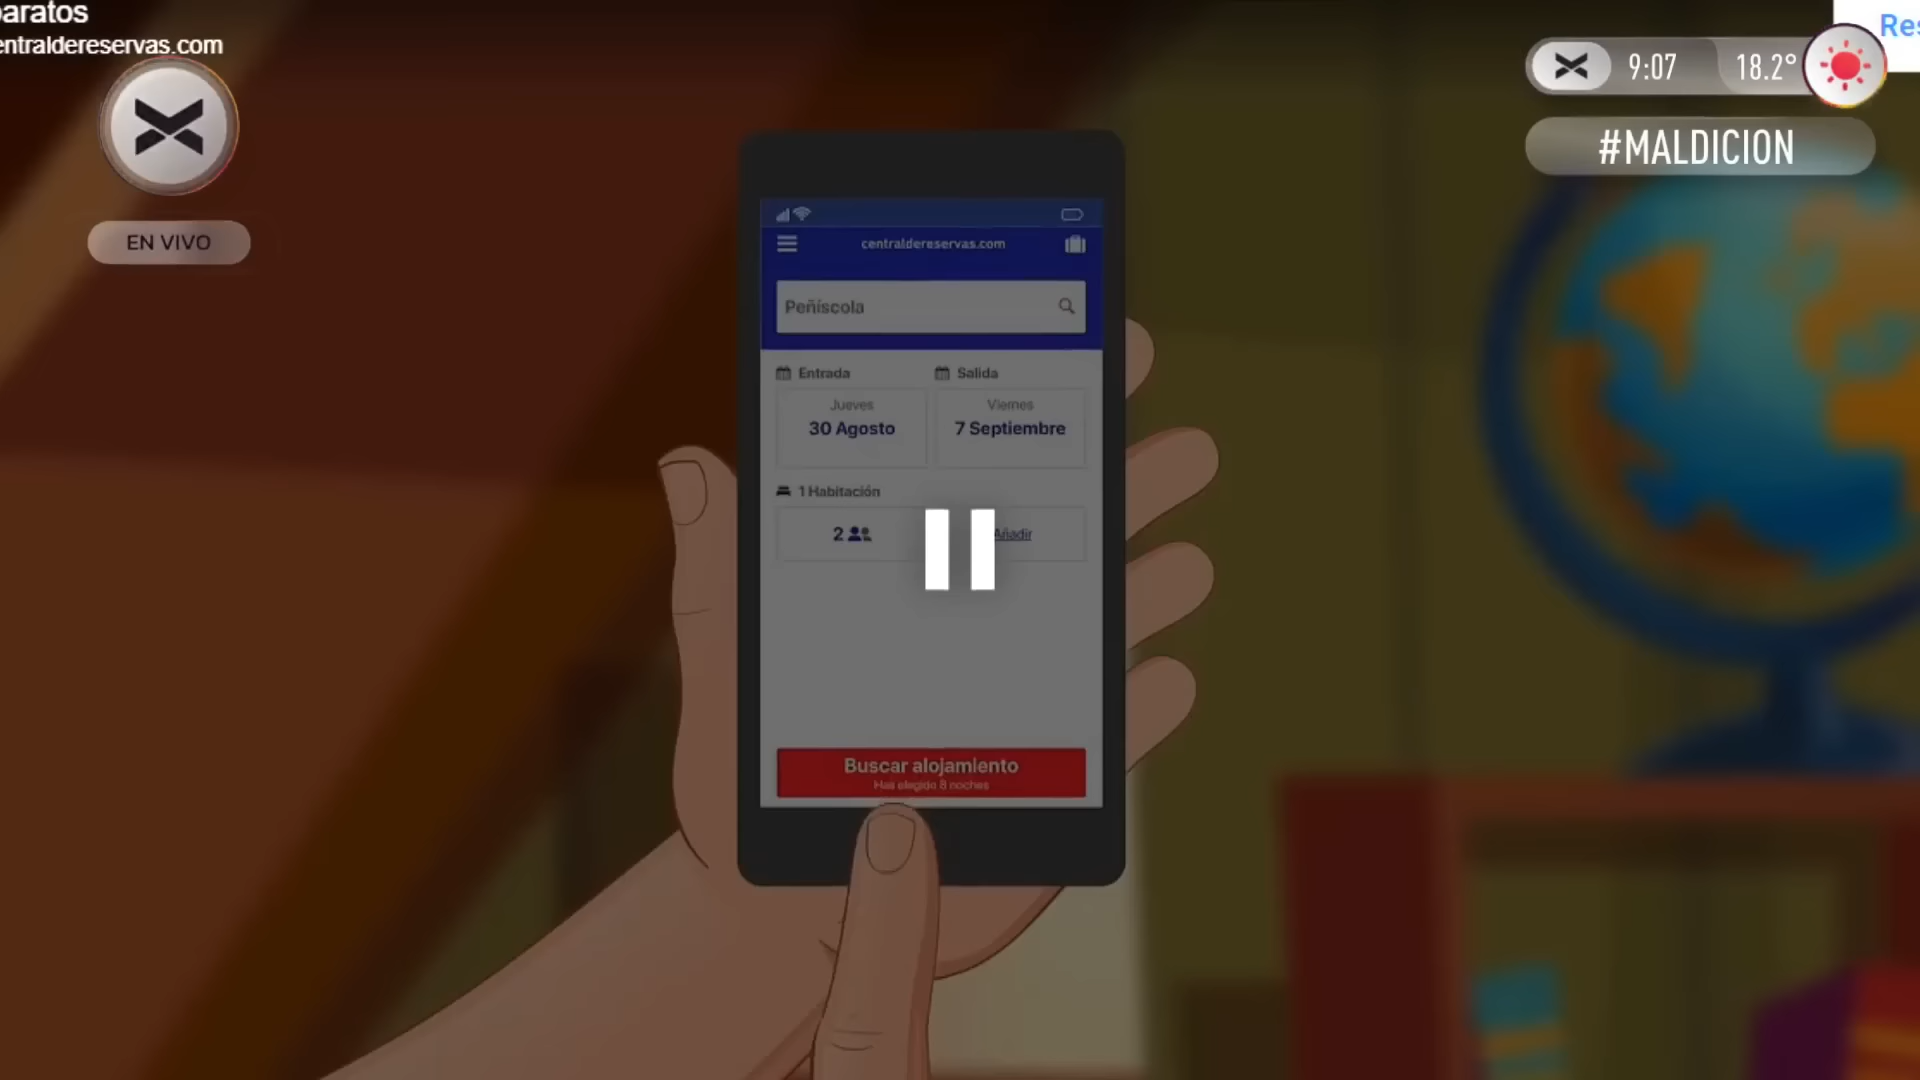 aratos
entraldereservas.com
Res
9:07
18.2°
#MALDICION
EN VIVO
centraldereservas.com
Peñíscola
Entrada
Salida
Jueves
Viernes
30 Agosto
7 Septiembre
1 Habitación
2
Añadir
Buscar alojamiento
Has elegido 8 noches